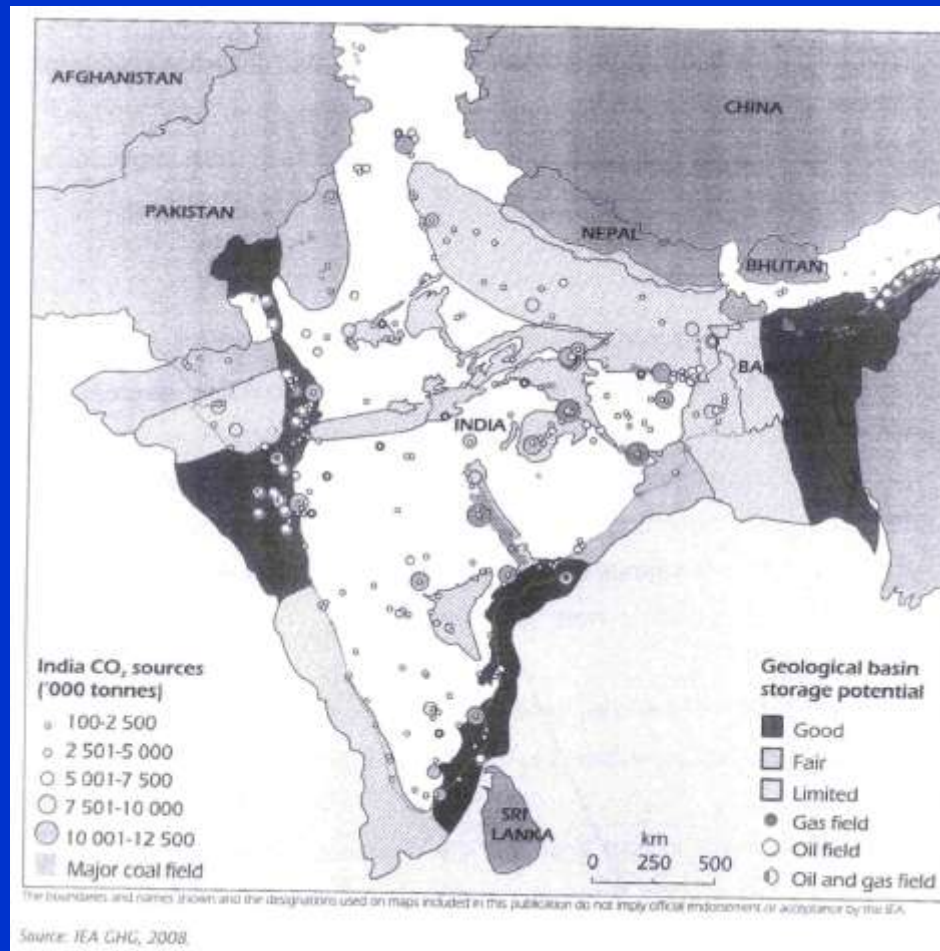 AFGHANISTAN
CHINA
PAKISTAN
NEPAL
BHUTAN
BA
INDIA
SRI
LANKA
India CO₂ sources
('000 tonnes)
100-2 500
2 501-5 000
5 001-7 500
7 501-10 000
10 001-12 500
Major coal field
km
0 250 500
Geological basin
storage potential
Good
Fair
Limited
Gas field
Oil field
Oil and gas field
The boundaries and names shown and the designations used on maps included in this publication do not imply official endorsement or acceptance by the IEA.
Source: IEA GHG, 2008.